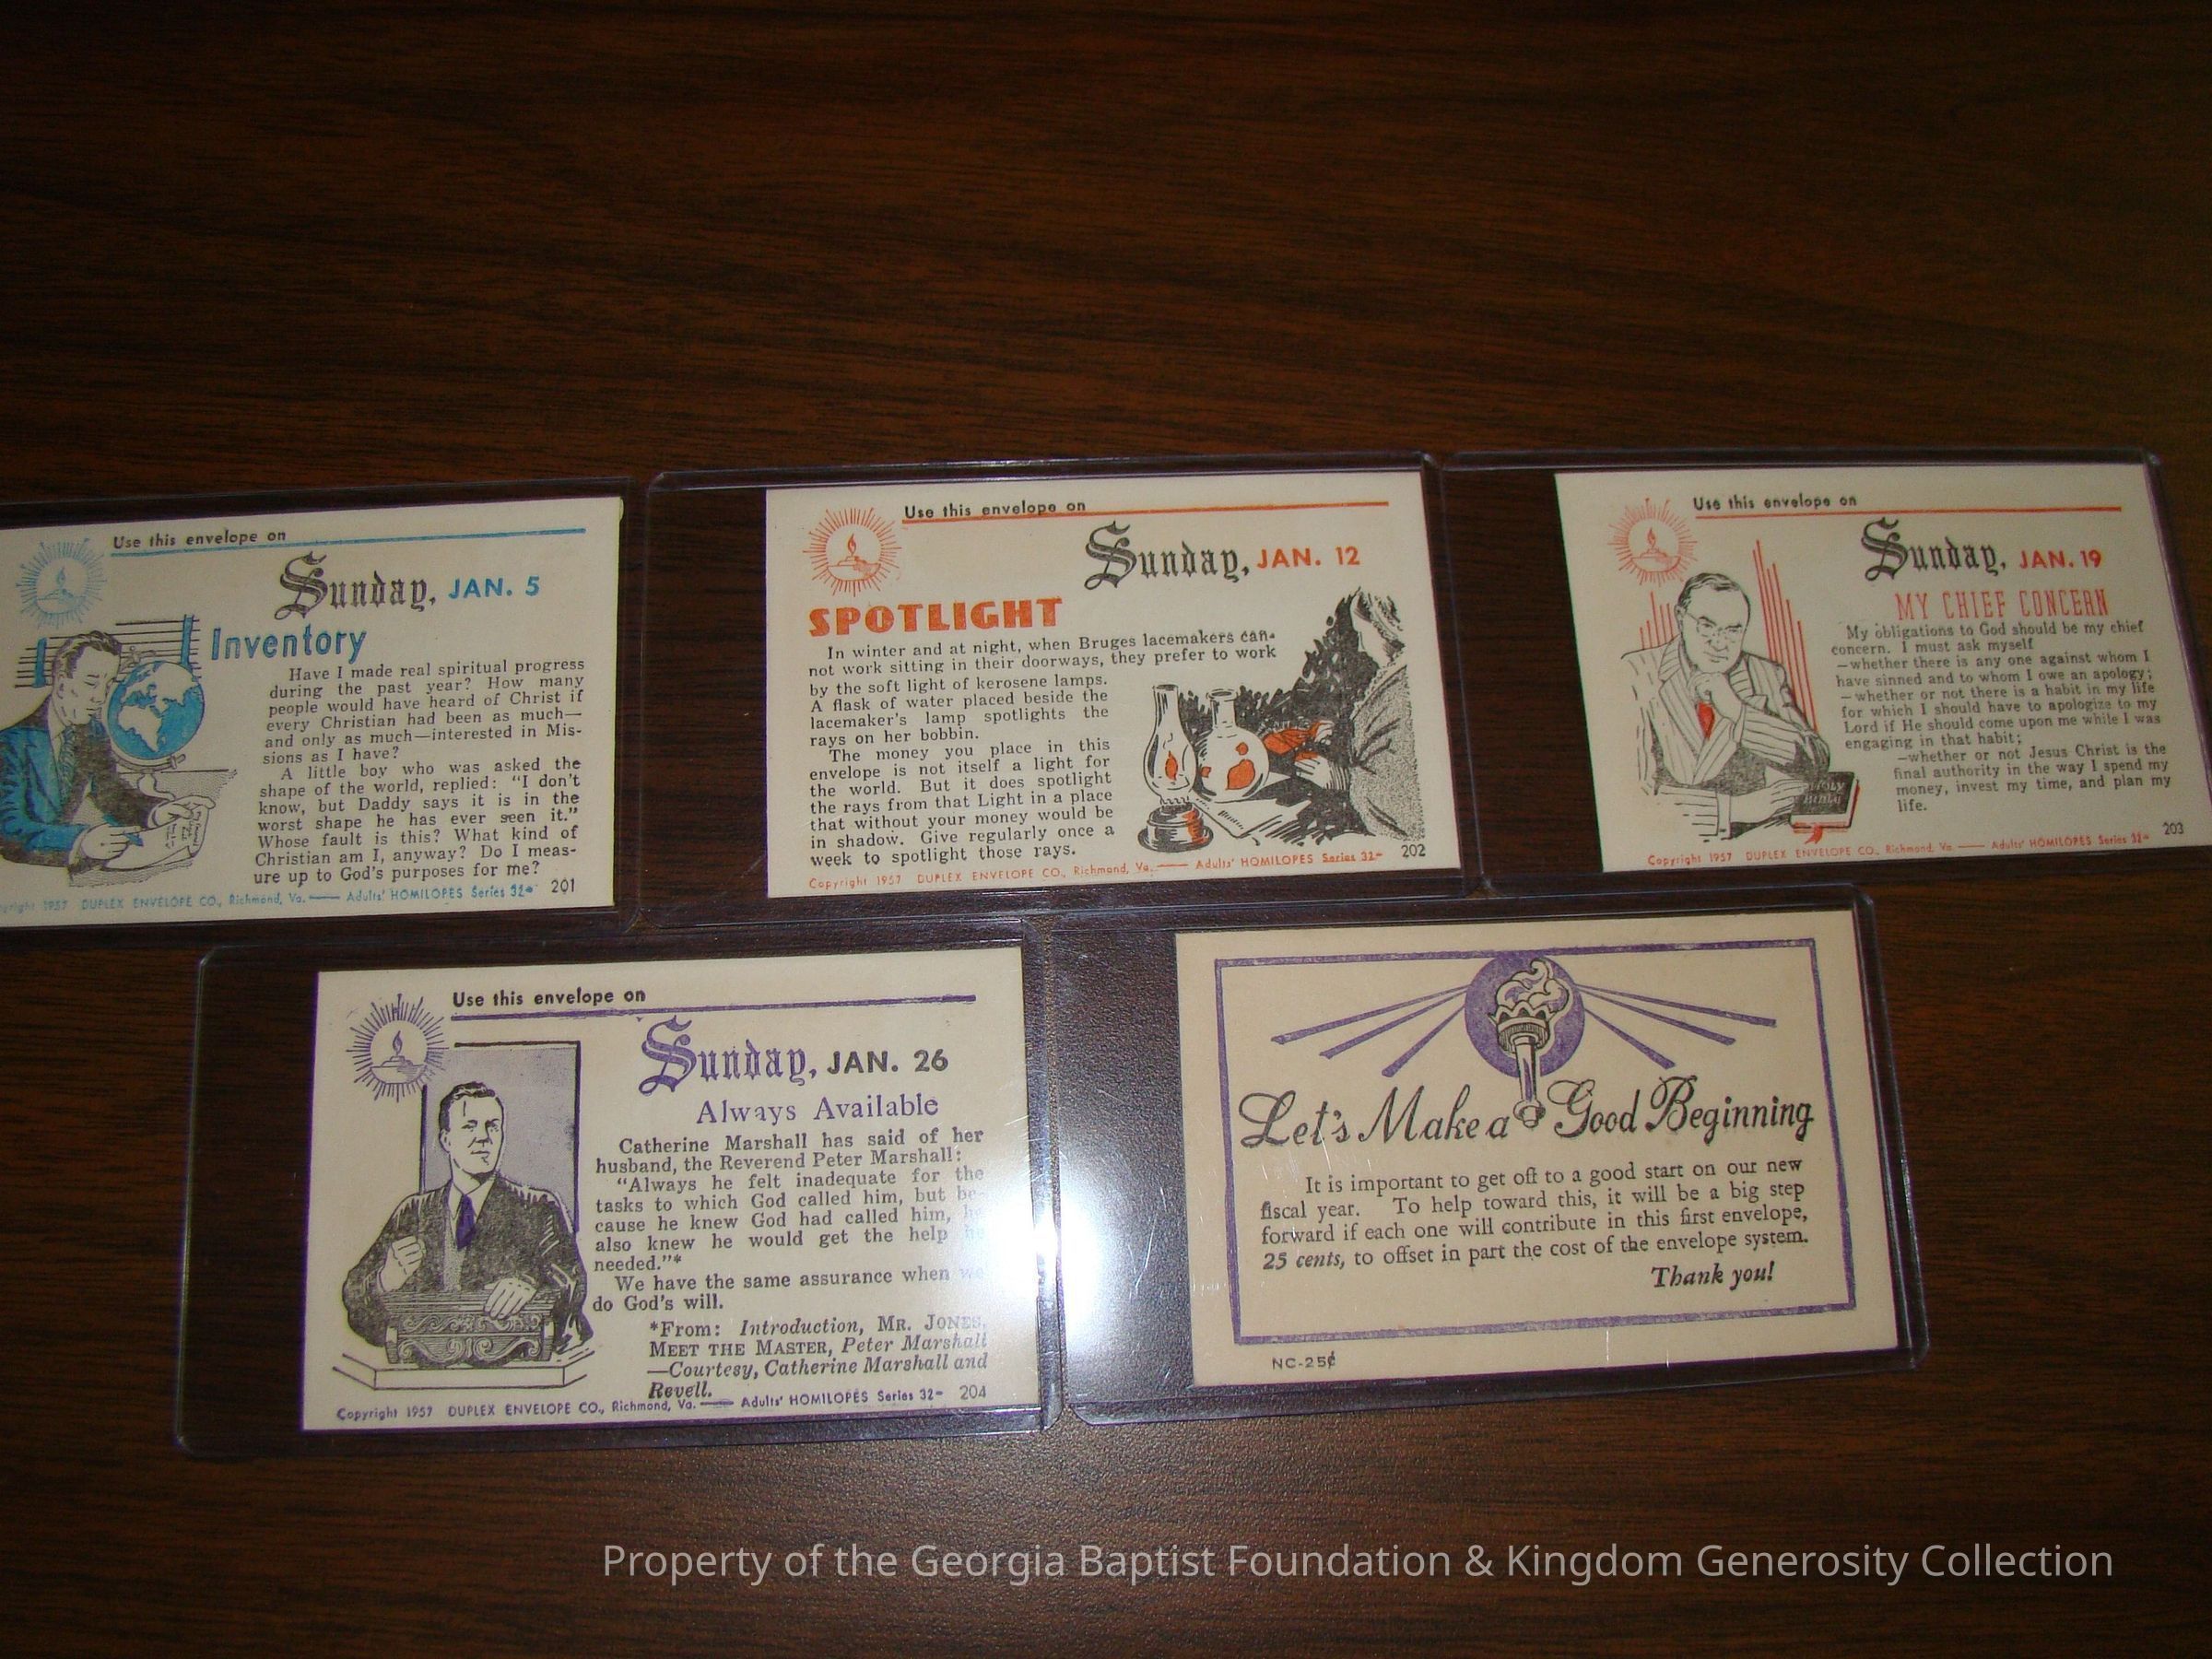 Use this envelope on
Sunday, JAN. 5
Inventory
Have I made real spiritual progress
during the past year? How many
people would have heard of Christ if
every Christian had been as much—
and only as much—interested in Mis-
sions as I have?
A little boy who was asked the
shape of the world, replied: "I don't
know, but Daddy says it is in the
worst shape he has ever seen it."
Whose fault is this? What kind of
Christian am I, anyway? Do I meas-
ure up to God's purposes for me?
1957 DUPLEX ENVELOPE CO., Richmond, Va. — Adults' HOMILOPES Series 32- 201
Use this envelope on
Sunday, JAN. 12
SPOTLIGHT
In winter and at night, when Bruges lacemakers can-
not work sitting in their doorways, they prefer to work
by the soft light of kerosene lamps.
A flask of water placed beside the
lacemaker's lamp spotlights the
rays on her bobbin.
The money you place in this
envelope is not itself a light for
the world. But it does spotlight
the rays from that Light in a place
that without your money would be
in shadow. Give regularly once a
week to spotlight those rays.
Copyright 1957 DUPLEX ENVELOPE CO., Richmond, Va. — Adults' HOMILOPES Series 32- 202
Use this envelope on
Sunday, JAN. 19
MY CHIEF CONCERN
My obligations to God should be my chief
concern. I must ask myself
—whether there is any one against whom I
have sinned and to whom I owe an apology;
—whether or not there is a habit in my life
for which I should have to apologize to my
Lord if He should come upon me while I was
engaging in that habit;
—whether or not Jesus Christ is the
final authority in the way I spend my
money, invest my time, and plan my
life.
HOLY
BIBLE
Copyright 1957 DUPLEX ENVELOPE CO., Richmond, Va. — Adults' HOMILOPES Series 32- 203
Use this envelope on
Sunday, JAN. 26
Always Available
Catherine Marshall has said of her
husband, the Reverend Peter Marshall:
"Always he felt inadequate for the
tasks to which God called him, but be-
cause he knew God had called him, he
also knew he would get the help he
needed."*
We have the same assurance when we
do God's will.
*From: Introduction, MR. JONES,
MEET THE MASTER, Peter Marshall
—Courtesy, Catherine Marshall and
Revell.
Copyright 1957 DUPLEX ENVELOPE CO., Richmond, Va. — Adults' HOMILOPES Series 32- 204
Let's Make a Good Beginning
It is important to get off to a good start on our new
fiscal year. To help toward this, it will be a big step
forward if each one will contribute in this first envelope,
25 cents, to offset in part the cost of the envelope system.
Thank you!
NC-25¢
Property of the Georgia Baptist Foundation & Kingdom Generosity Collection